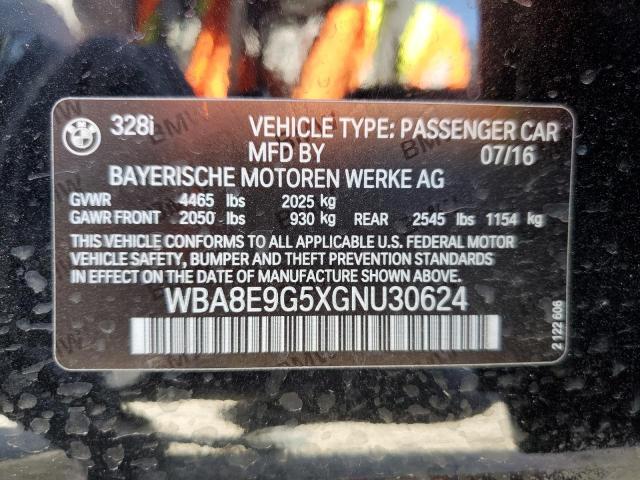 BMW 328i VEHICLE TYPE: PASSENGER CAR
MFD BY 07/16
BAYERISCHE MOTOREN WERKE AG
GVWR 4465 lbs 2025 kg
GAWR FRONT 2050 lbs 930 kg REAR 2545 lbs 1154 kg
THIS VEHICLE CONFORMS TO ALL APPLICABLE U.S. FEDERAL MOTOR
VEHICLE SAFETY, BUMPER AND THEFT PREVENTION STANDARDS
IN EFFECT ON THE DATE OF MANUFACTURE SHOWN ABOVE.
WBA8E9G5XGNU30624
2 122 606